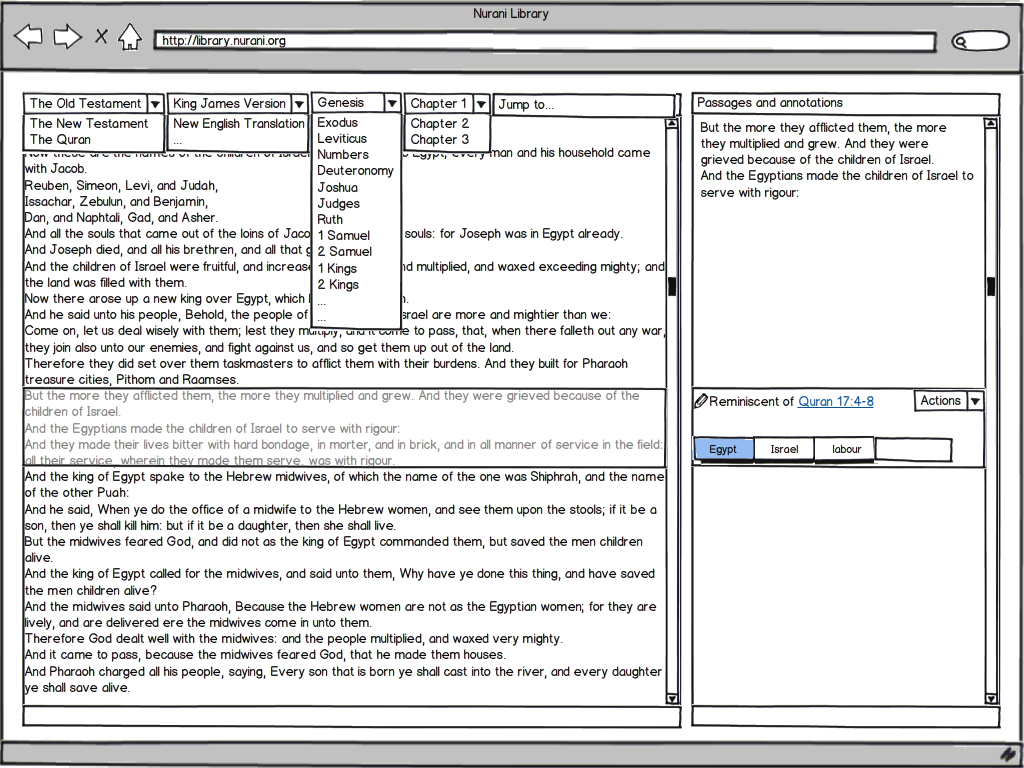 Nurani Library
http://library.nurani.org
The Old Testament
King James Version
Genesis
Chapter 1
Jump to...
Passages and annotations
The New Testament
The Quran
New English Translation
...
Exodus
Leviticus
Numbers
Deuteronomy
Joshua
Judges
Ruth
1 Samuel
2 Samuel
1 Kings
2 Kings
...
...
Chapter 2
Chapter 3
Now these are the names of the children of Israel Egypt, every man and his household came
with Jacob.
Reuben, Simeon, Levi, and Judah,
Issachar, Zebulun, and Benjamin,
Dan, and Naphtali, Gad, and Asher.
And all the souls that came out of the loins of souls: for Joseph was in Egypt already.
And Joseph died, and all his brethren, and all that
And the children of Israel were fruitful, and multiplied, and waxed exceeding mighty; and
the land was filled with them.
Now there arose up a new king over Egypt, which
And he said unto his people, Behold, the people of are more and mightier than we:
Come on, let us deal wisely with them; lest they multiply, and it come to pass, that, when there falleth out any war,
they join also unto our enemies, and fight against us, and so get them up out of the land.
Therefore they did set over them taskmasters to afflict them with their burdens. And they built for Pharaoh
treasure cities, Pithom and Raamses.
But the more they afflicted them, the more they multiplied and grew. And they were grieved because of the
children of Israel.
And the Egyptians made the children of Israel to serve with rigour:
And they made their lives bitter with hard bondage, in morter, and in brick, and in all manner of service in the field:
all their service, wherein they made them serve, was with rigour.
And the king of Egypt spake to the Hebrew midwives, of which the name of the one was Shiphrah, and the name
of the other Puah:
And he said, When ye do the office of a midwife to the Hebrew women, and see them upon the stools; if it be a
son, then ye shall kill him: but if it be a daughter, then she shall live.
But the midwives feared God, and did not as the king of Egypt commanded them, but saved the men children
alive.
And the king of Egypt called for the midwives, and said unto them, Why have ye done this thing, and have saved
the men children alive?
And the midwives said unto Pharaoh, Because the Hebrew women are not as the Egyptian women; for they are
lively, and are delivered ere the midwives come in unto them.
Therefore God dealt well with the midwives: and the people multiplied, and waxed very mighty.
And it came to pass, because the midwives feared God, that he made them houses.
And Pharaoh charged all his people, saying, Every son that is born ye shall cast into the river, and every daughter
ye shall save alive.
But the more they afflicted them, the more
they multiplied and grew. And they were
grieved because of the children of Israel.
And the Egyptians made the children of Israel to
serve with rigour:
Reminiscent of Quran 17:4-8
Actions
Egypt
Israel
labour